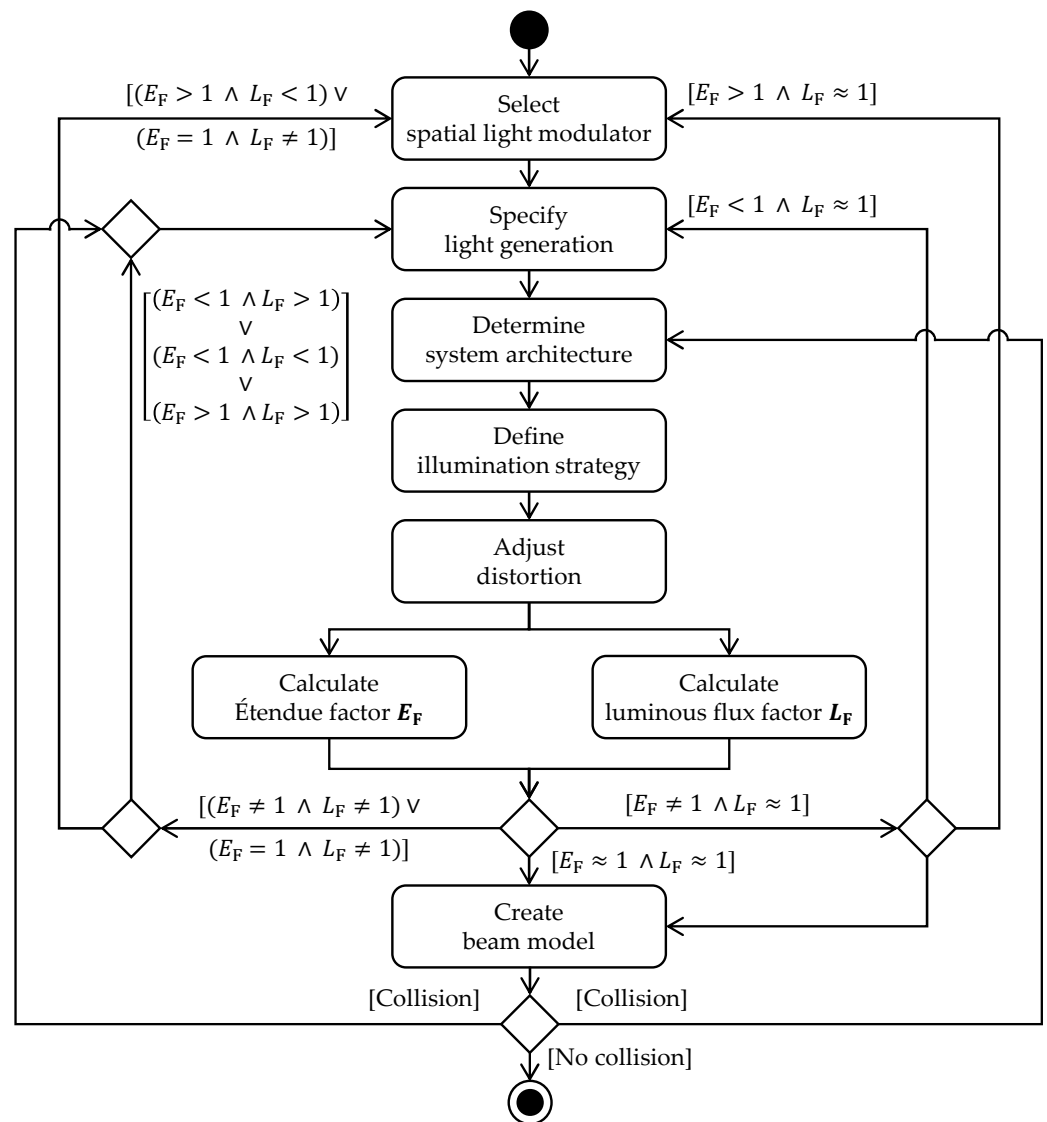 [(E_F > 1 ∧ L_F < 1) ∨
(E_F = 1 ∧ L_F ≠ 1)]
Select
spatial light modulator
[E_F > 1 ∧ L_F ≈ 1]
Specify
light generation
[E_F < 1 ∧ L_F ≈ 1]
[(E_F < 1 ∧ L_F > 1)
∨
(E_F < 1 ∧ L_F < 1)
∨
(E_F > 1 ∧ L_F > 1)]
Determine
system architecture
Define
illumination strategy
Adjust
distortion
Calculate
Étendue factor E_F
Calculate
luminous flux factor L_F
[(E_F ≠ 1 ∧ L_F ≠ 1) ∨
(E_F = 1 ∧ L_F ≠ 1)]
[E_F ≠ 1 ∧ L_F ≈ 1]
[E_F ≈ 1 ∧ L_F ≈ 1]
Create
beam model
[Collision]
[Collision]
[No collision]